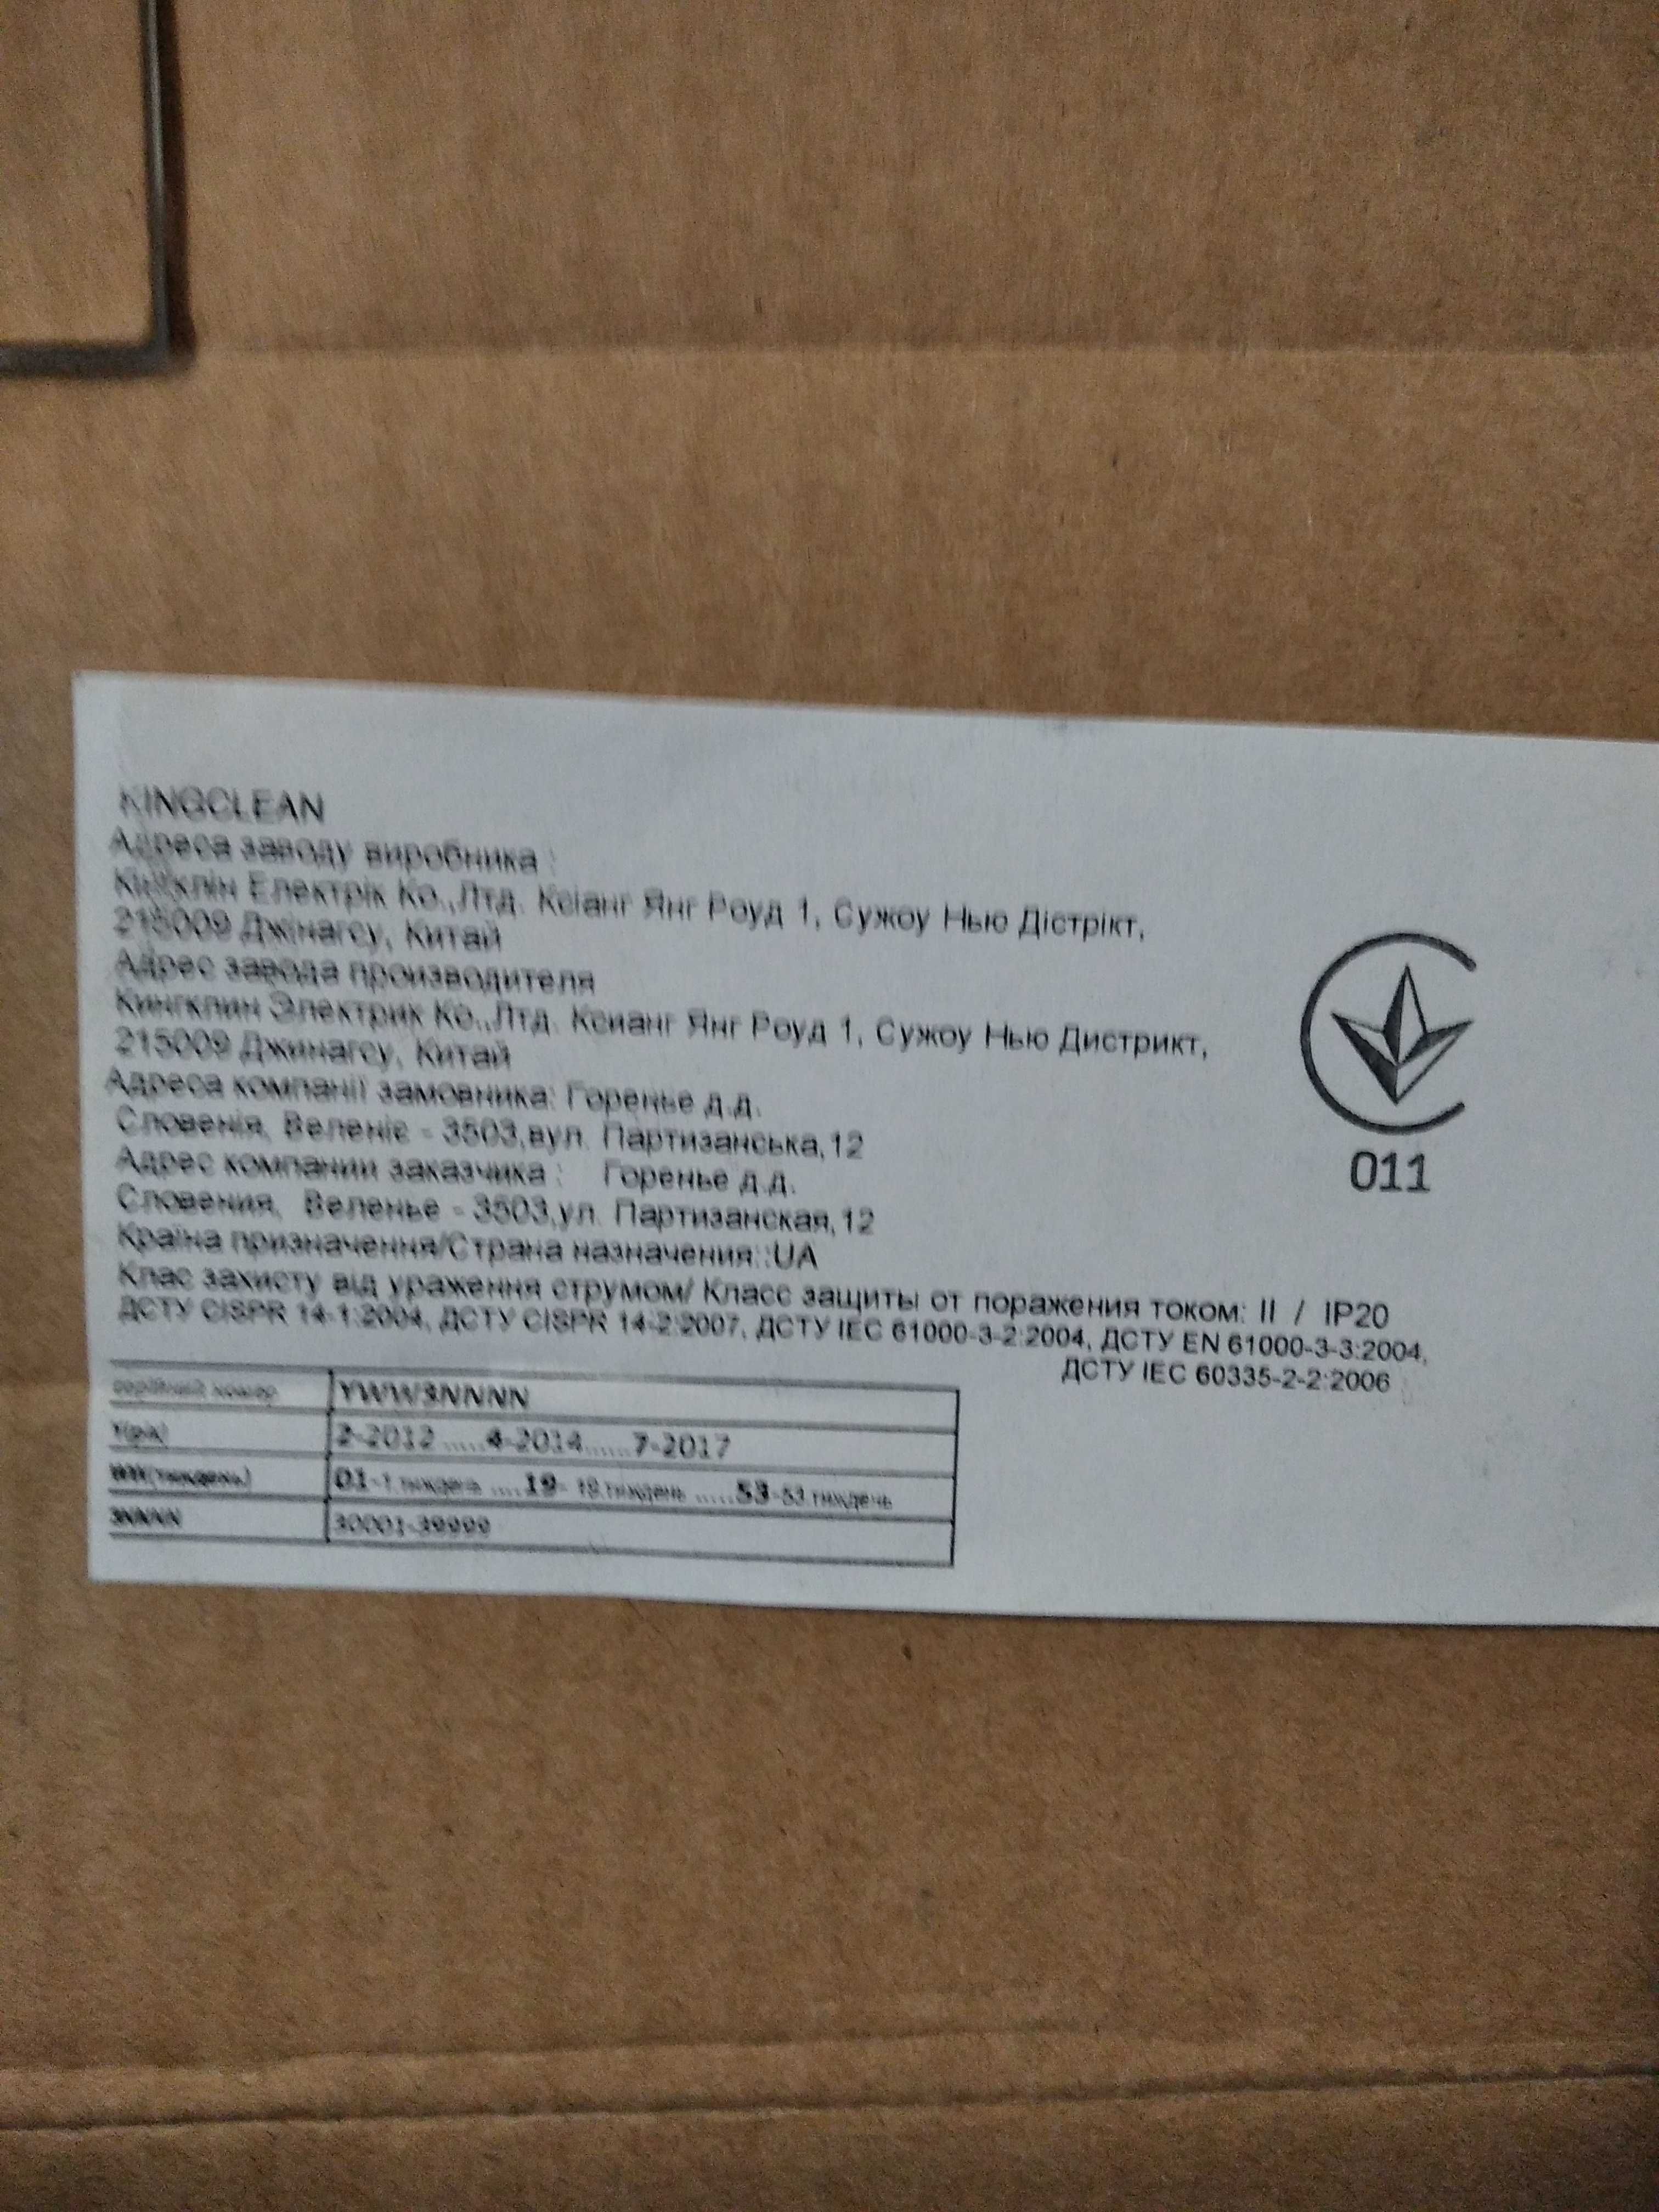 KINGCLEAN
Адреса заводу виробника :
Кінгклін Електрік Ко.,Лтд. Ксіанг Янг Роуд 1, Сужоу Нью Дістрікт,
215009 Джінагсу, Китай
Адрес завода производителя
Кингклин Электрик Ко.,Лтд. Ксианг Янг Роуд 1, Сужоу Нью Дистрикт,
215009 Джинагсу, Китай
Адреса компанії замовника: Горенье д.д.
Словенія, Веленіє - 3503,вул. Партизанська,12
Адрес компании заказчика : Горенье д.д.
Словения, Веленье - 3503,ул. Партизанская,12
Країна призначення/Страна назначения::UA
Клас захисту від ураження струмом/ Класс защиты от поражения током: II / IP20
ДСТУ CISPR 14-1:2004, ДСТУ CISPR 14-2:2007, ДСТУ IEC 61000-3-2:2004, ДСТУ EN 61000-3-3:2004,
ДСТУ IEC 60335-2-2:2006
серійний номер YWW3NNNN
Y(рік) 2-2012 .....4-2014......7-2017
WW(тиждень) 01-1.тиждень .....19- 19.тиждень .....53-53.тиждень
3NNNN 30001-39999
011